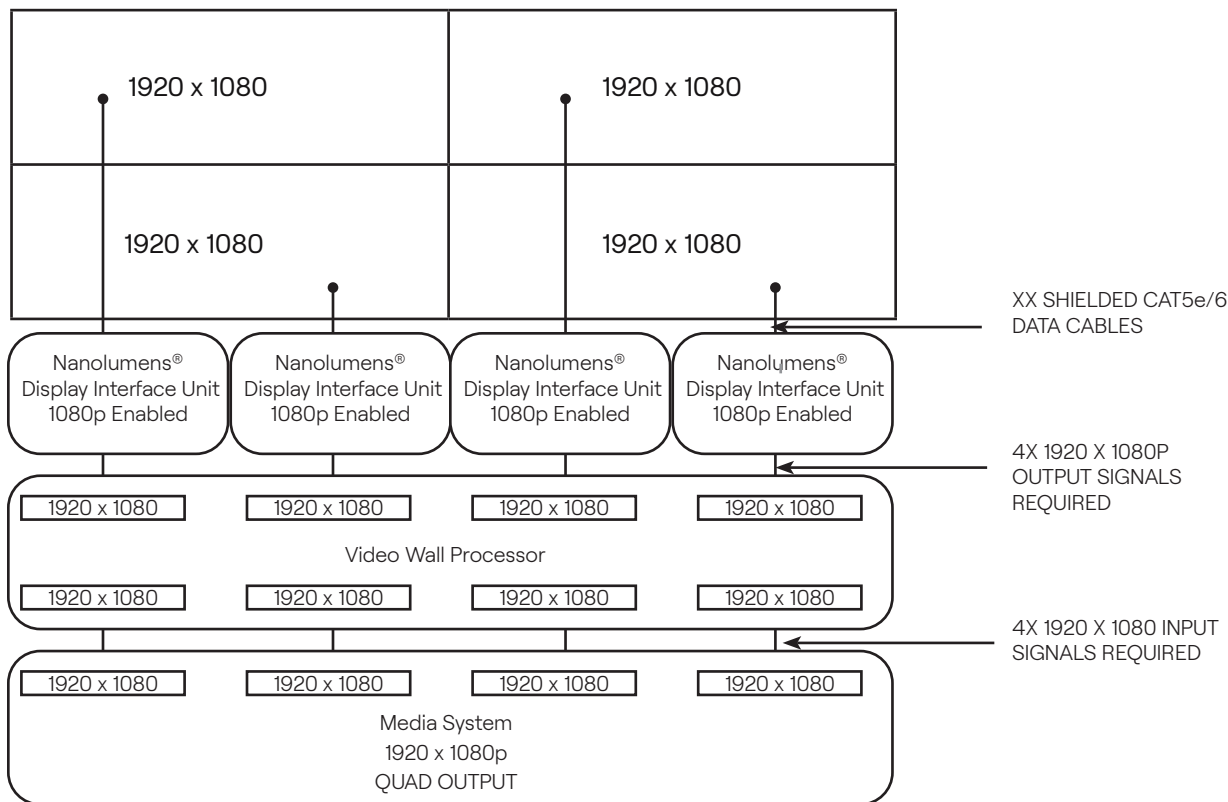 1920 x 1080
1920 x 1080
1920 x 1080
1920 x 1080
XX SHIELDED CAT5e/6
DATA CABLES
Nanolumens®
Display Interface Unit
1080p Enabled
Nanolumens®
Display Interface Unit
1080p Enabled
Nanolumens®
Display Interface Unit
1080p Enabled
Nanolumens®
Display Interface Unit
1080p Enabled
4X 1920 X 1080P
OUTPUT SIGNALS
REQUIRED
1920 x 1080
1920 x 1080
1920 x 1080
1920 x 1080
Video Wall Processor
1920 x 1080
1920 x 1080
1920 x 1080
1920 x 1080
4X 1920 X 1080 INPUT
SIGNALS REQUIRED
1920 x 1080
1920 x 1080
1920 x 1080
1920 x 1080
Media System
1920 x 1080p
QUAD OUTPUT